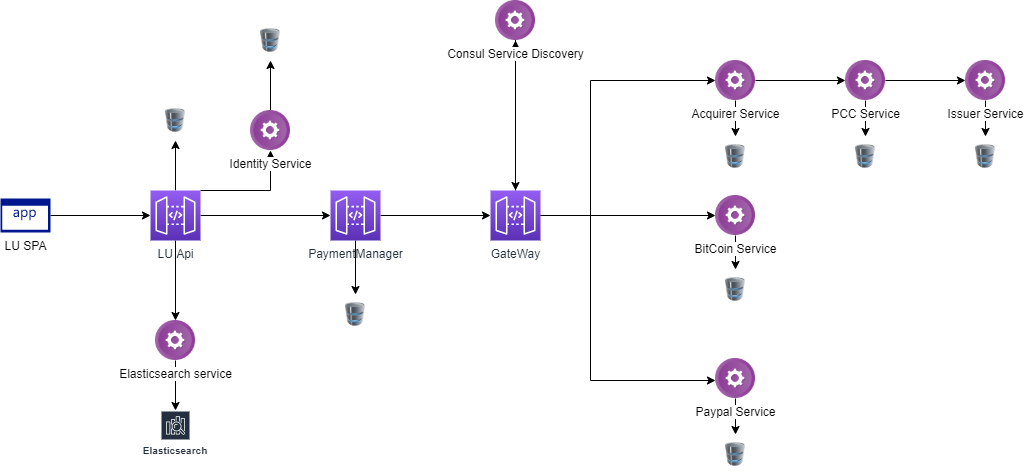 Consul Service Discovery
Acquirer Service
PCC Service
Issuer Service
Identity Service
app
LU SPA
LU Api
PaymentManager
GateWay
BitCoin Service
Elasticsearch service
Paypal Service
Elasticsearch